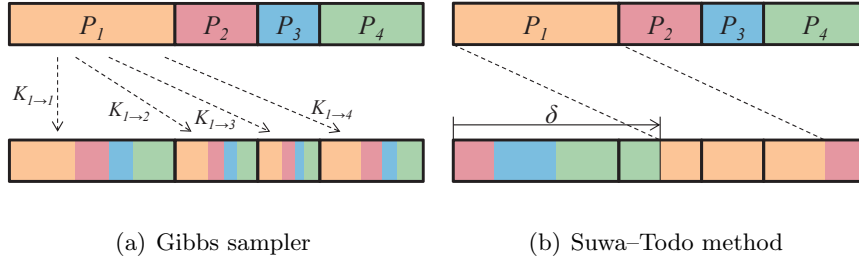 P₁ P₂ P₃ P₄
K₁→₁
K₁→₂
K₁→₃
K₁→₄
(a) Gibbs sampler
P₁ P₂ P₃ P₄
δ
(b) Suwa–Todo method